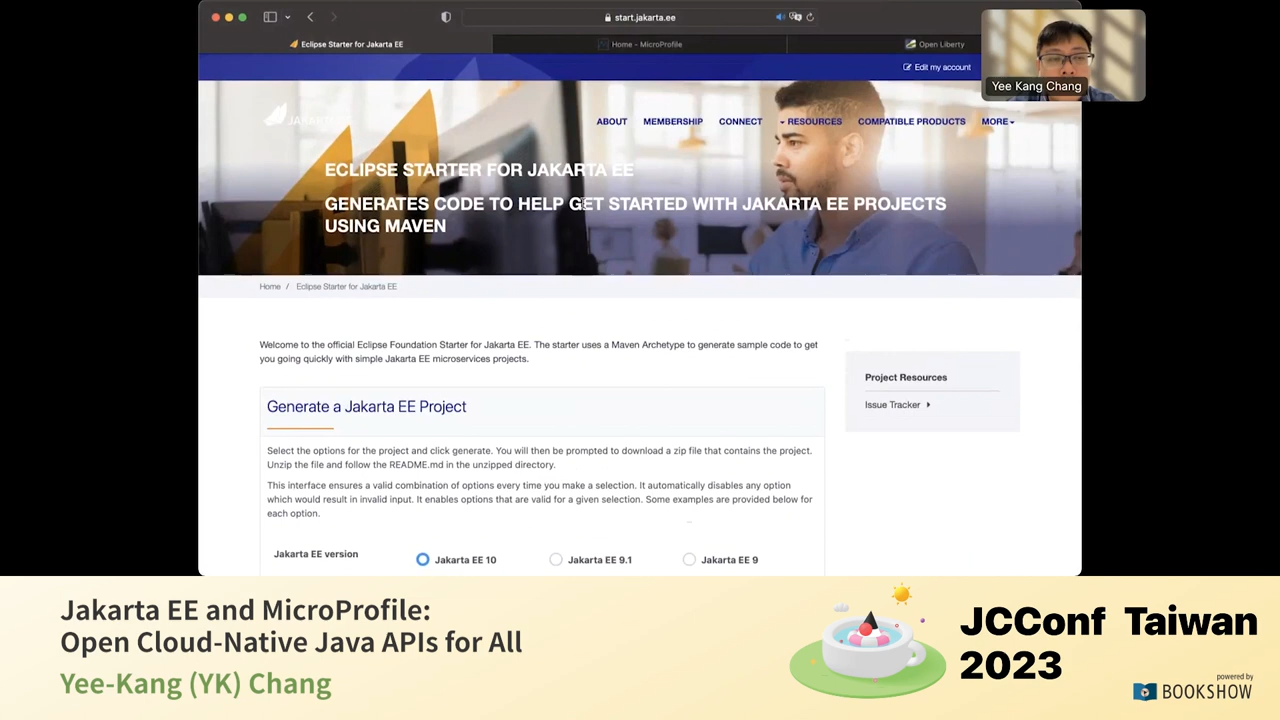 start.jakarta.ee
Eclipse Starter for Jakarta EE
Home - MicroProfile
Open Liberty
Edit my account
Yee Kang Chang
JAKARTA EE
ABOUT
MEMBERSHIP
CONNECT
RESOURCES
COMPATIBLE PRODUCTS
MORE
ECLIPSE STARTER FOR JAKARTA EE
GENERATES CODE TO HELP GET STARTED WITH JAKARTA EE PROJECTS
USING MAVEN
Home / Eclipse Starter for Jakarta EE
Welcome to the official Eclipse Foundation Starter for Jakarta EE. The starter uses a Maven Archetype to generate sample code to get
you going quickly with simple Jakarta EE microservices projects.
Project Resources
Issue Tracker
Generate a Jakarta EE Project
Select the options for the project and click generate. You will then be prompted to download a zip file that contains the project.
Unzip the file and follow the README.md in the unzipped directory.
This interface ensures a valid combination of options every time you make a selection. It automatically disables any option
which would result in invalid input. It enables options that are valid for a given selection. Some examples are provided below for
each option.
Jakarta EE version
Jakarta EE 10
Jakarta EE 9.1
Jakarta EE 9
Jakarta EE and MicroProfile:
Open Cloud-Native Java APIs for All
Yee-Kang (YK) Chang
JCConf Taiwan
2023
powered by
BOOKSHOW